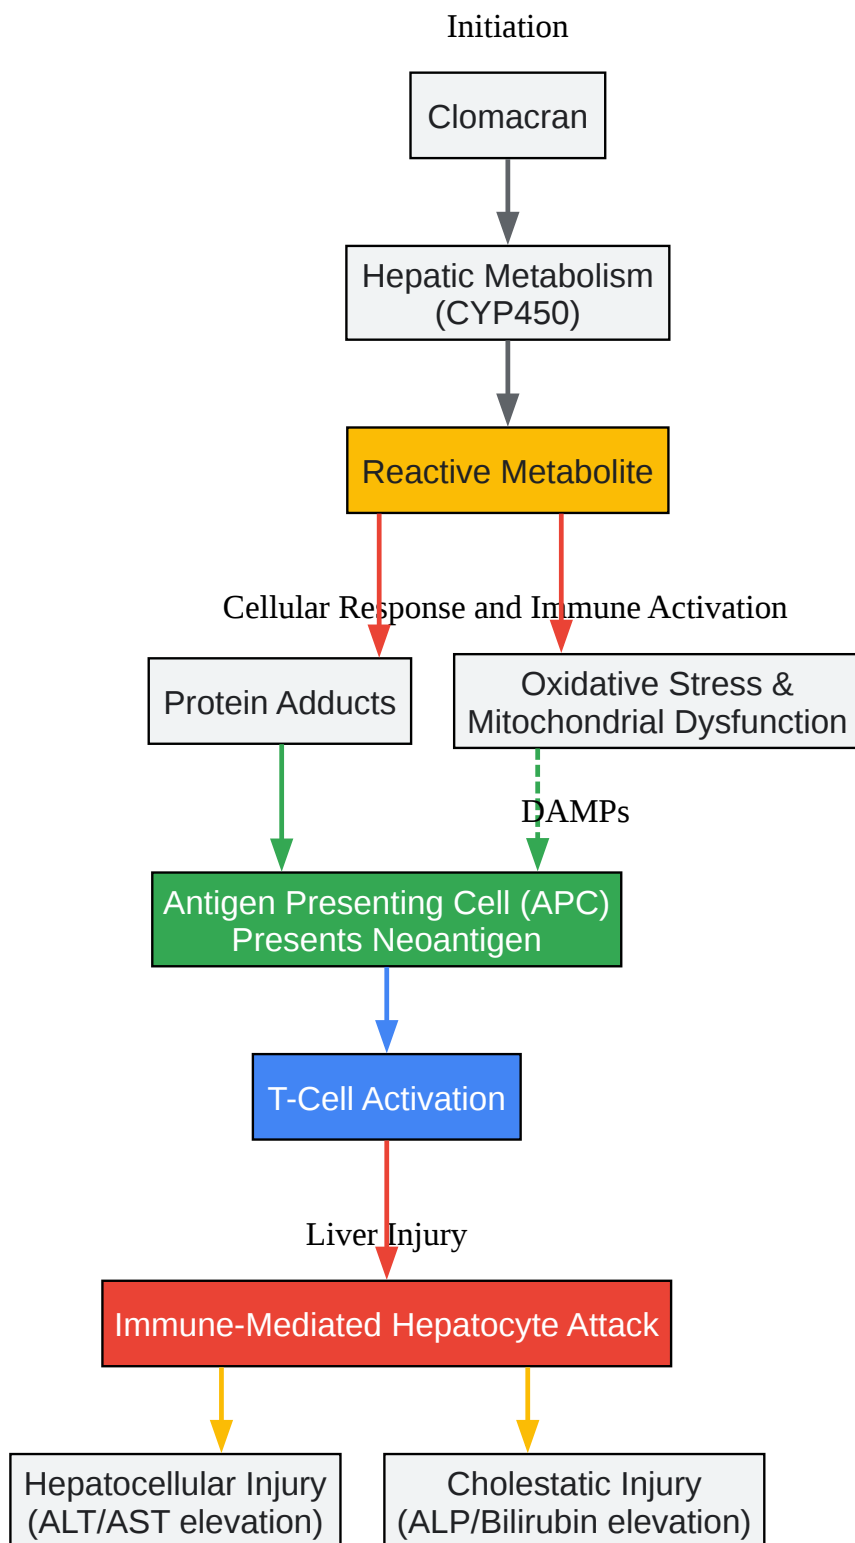 Initiation
Clomacran
Hepatic Metabolism
(CYP450)
Reactive Metabolite
Cellular Response and Immune Activation
Protein Adducts
Oxidative Stress &
Mitochondrial Dysfunction
DAMPs
Antigen Presenting Cell (APC)
Presents Neoantigen
T-Cell Activation
Liver Injury
Immune-Mediated Hepatocyte Attack
Hepatocellular Injury
(ALT/AST elevation)
Cholestatic Injury
(ALP/Bilirubin elevation)